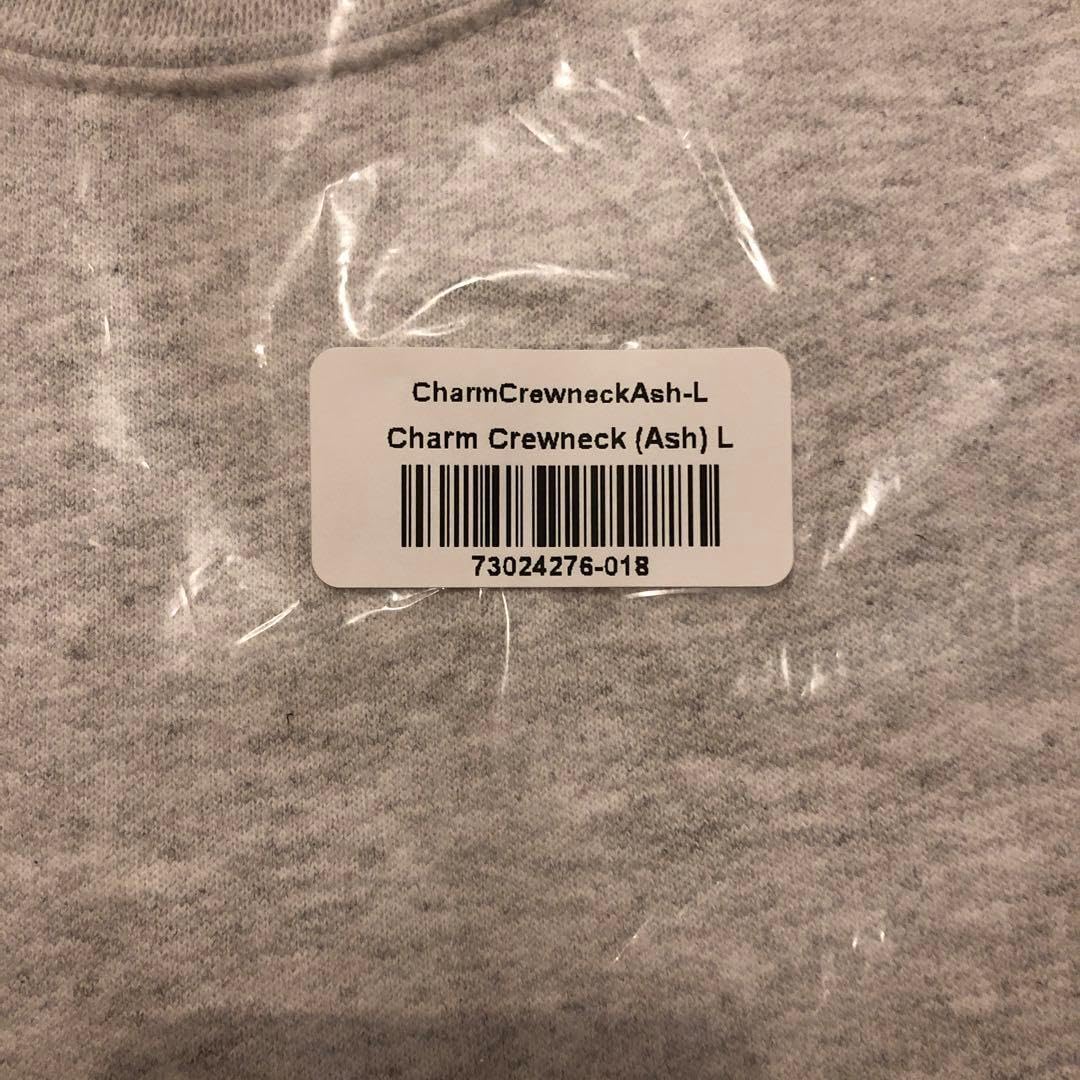 CharmCrewneckAsh-L
Charm Crewneck (Ash) L
73024276-018